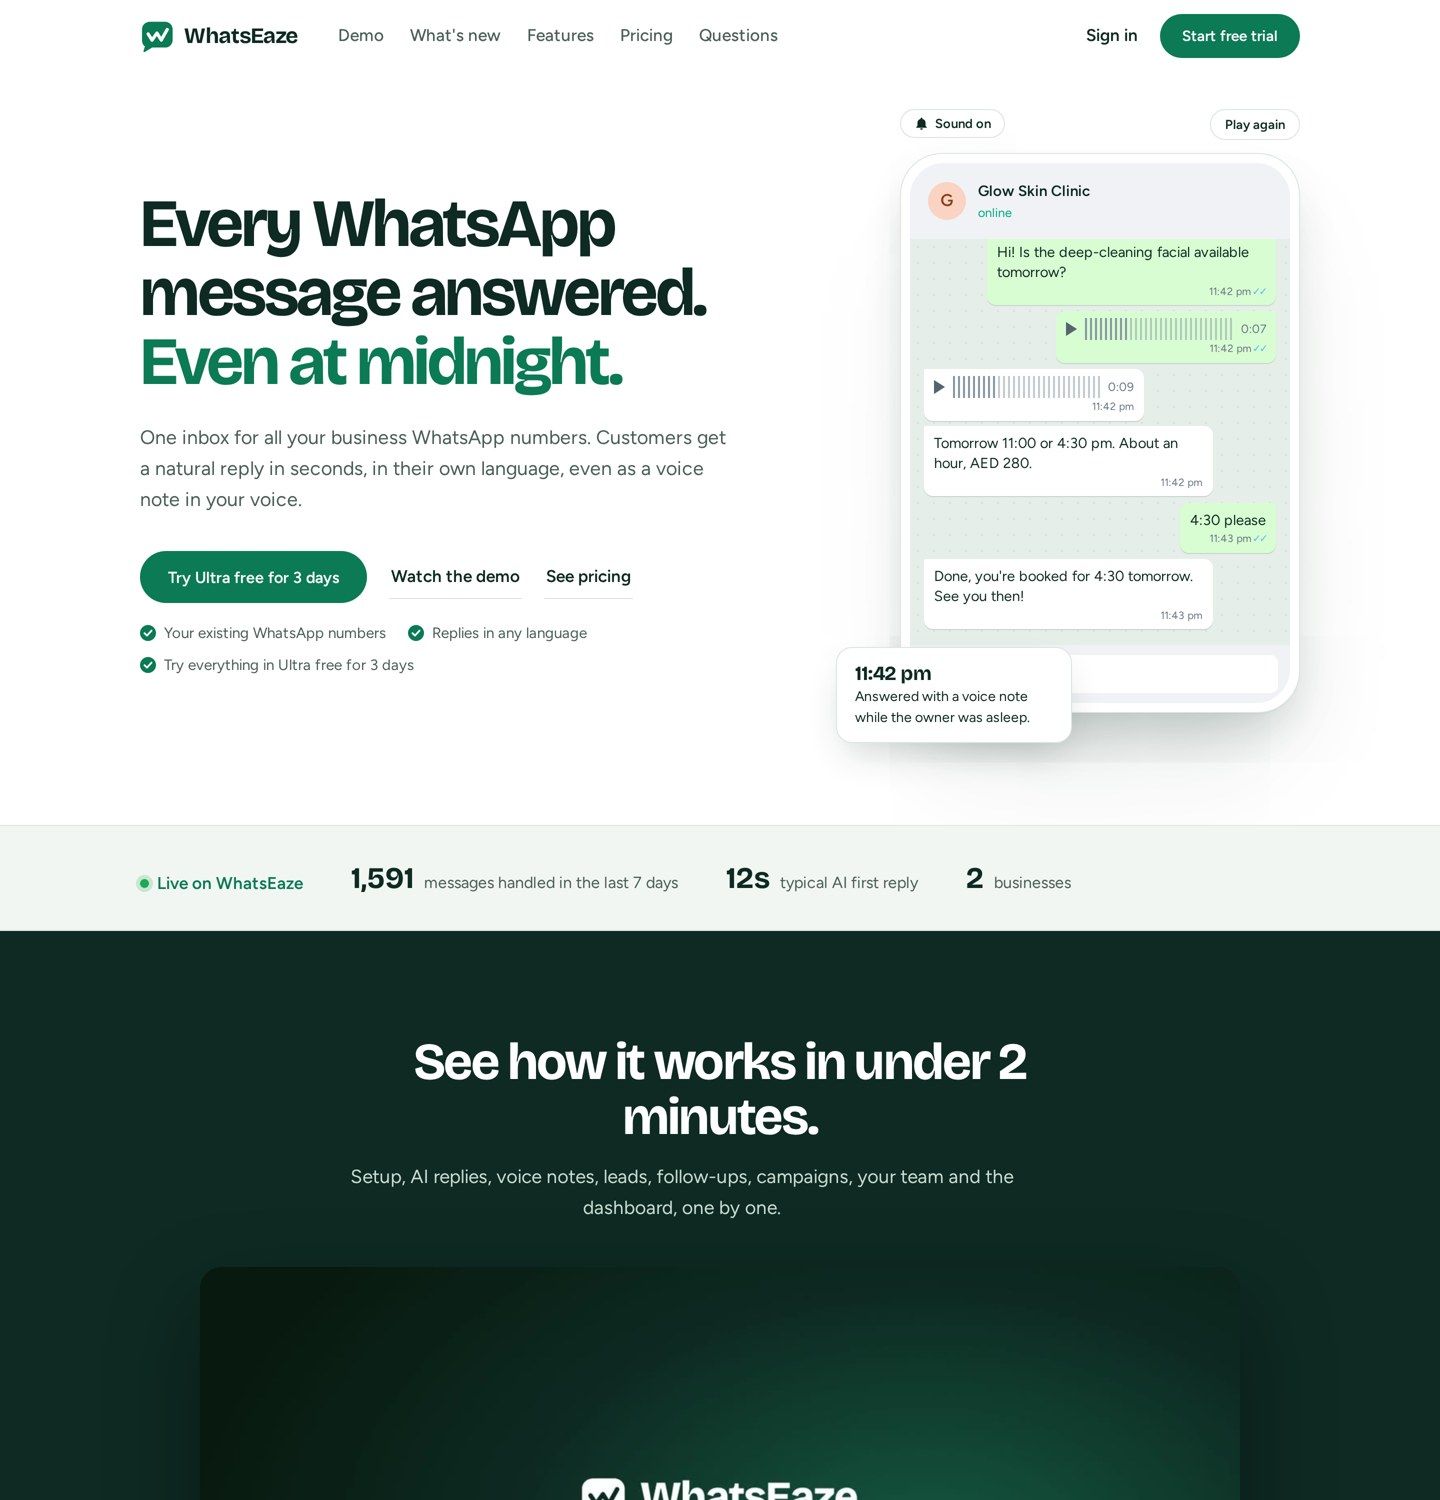 WhatsEaze
Demo
What's new
Features
Pricing
Questions
Sign in
Start free trial
Sound on
Play again
Every WhatsApp
message answered.
Even at midnight.
One inbox for all your business WhatsApp numbers. Customers get
a natural reply in seconds, in their own language, even as a voice
note in your voice.
Try Ultra free for 3 days
Watch the demo
See pricing
Your existing WhatsApp numbers
Replies in any language
Try everything in Ultra free for 3 days
G
Glow Skin Clinic
online
Hi! Is the deep-cleaning facial available
tomorrow?
11:42 pm ✓✓
0:07
11:42 pm ✓✓
0:09
11:42 pm
Tomorrow 11:00 or 4:30 pm. About an
hour, AED 280.
11:42 pm
4:30 please
11:43 pm ✓✓
Done, you're booked for 4:30 tomorrow.
See you then!
11:43 pm
11:42 pm
Answered with a voice note
while the owner was asleep.
Live on WhatsEaze
1,591 messages handled in the last 7 days
12s typical AI first reply
2 businesses
See how it works in under 2
minutes.
Setup, AI replies, voice notes, leads, follow-ups, campaigns, your team and the
dashboard, one by one.
WhatsEaze